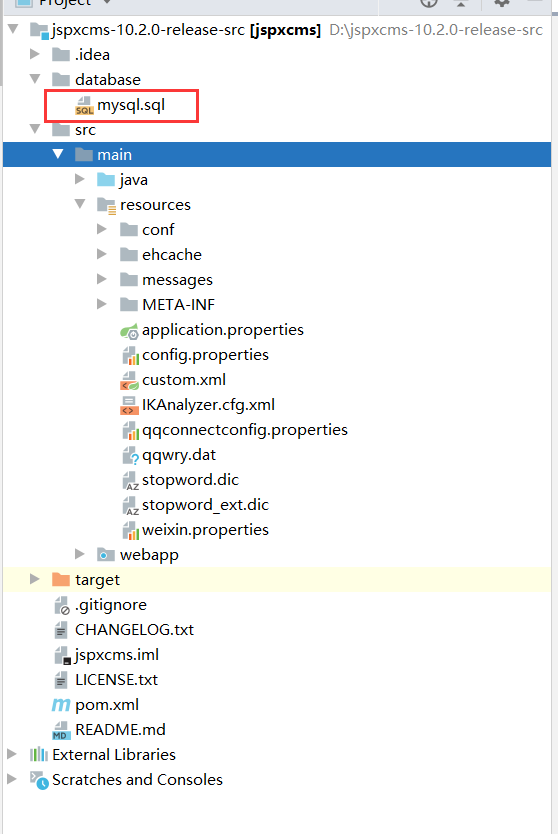 Project
jspxcms-10.2.0-release-src [jspxcms] D:\jspxcms-10.2.0-release-src
.idea
database
mysql.sql
src
main
java
resources
conf
ehcache
messages
META-INF
application.properties
config.properties
custom.xml
IKAnalyzer.cfg.xml
qqconnectconfig.properties
qqwry.dat
stopword.dic
stopword_ext.dic
weixin.properties
webapp
target
.gitignore
CHANGELOG.txt
jspxcms.iml
LICENSE.txt
pom.xml
README.md
External Libraries
Scratches and Consoles